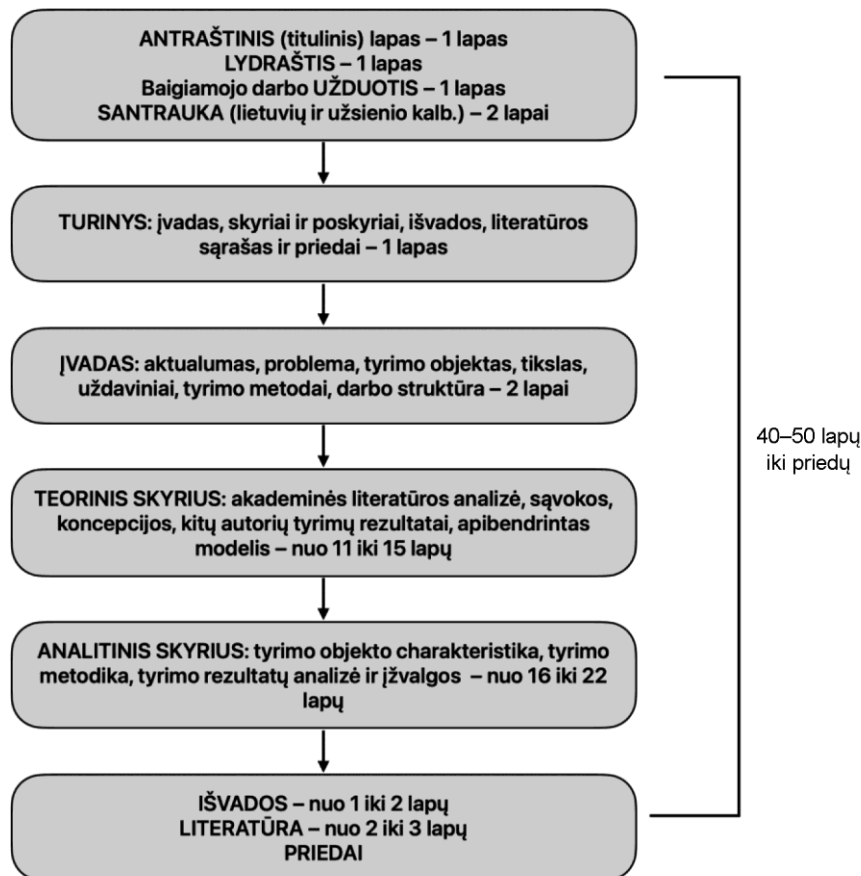 ANTRAŠTINIS (titulinis) lapas – 1 lapas
LYDRAŠTIS – 1 lapas
Baigiamojo darbo UŽDUOTIS – 1 lapas
SANTRAUKA (lietuvių ir užsienio kalb.) – 2 lapai
TURINYS: įvadas, skyriai ir poskyriai, išvados, literatūros
sąrašas ir priedai – 1 lapas
ĮVADAS: aktualumas, problema, tyrimo objektas, tikslas,
uždaviniai, tyrimo metodai, darbo struktūra – 2 lapai
TEORINIS SKYRIUS: akademinės literatūros analizė, sąvokos,
koncepcijos, kitų autorių tyrimų rezultatai, apibendrintas
modelis – nuo 11 iki 15 lapų
ANALITINIS SKYRIUS: tyrimo objekto charakteristika, tyrimo
metodika, tyrimo rezultatų analizė ir įžvalgos – nuo 16 iki 22
lapų
IŠVADOS – nuo 1 iki 2 lapų
LITERATŪRA – nuo 2 iki 3 lapų
PRIEDAI
40–50 lapų
iki priedų